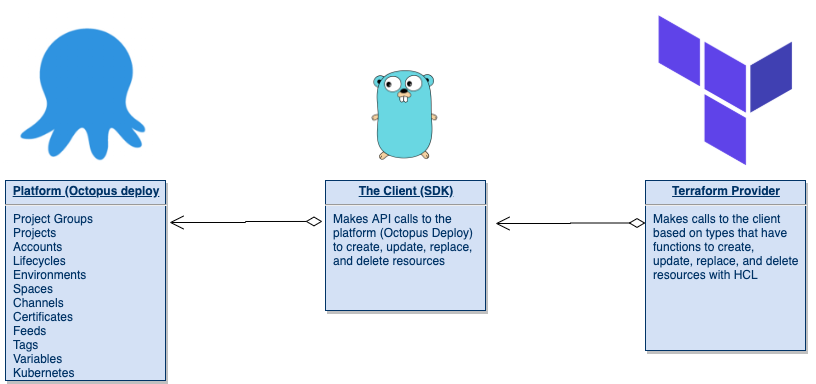 Platform (Octopus deploy
Project Groups
Projects
Accounts
Lifecycles
Environments
Spaces
Channels
Certificates
Feeds
Tags
Variables
Kubernetes
The Client (SDK)
Makes API calls to the
platform (Octopus Deploy)
to create, update, replace,
and delete resources
Terraform Provider
Makes calls to the client
based on types that have
functions to create,
update, replace, and delete
resources with HCL